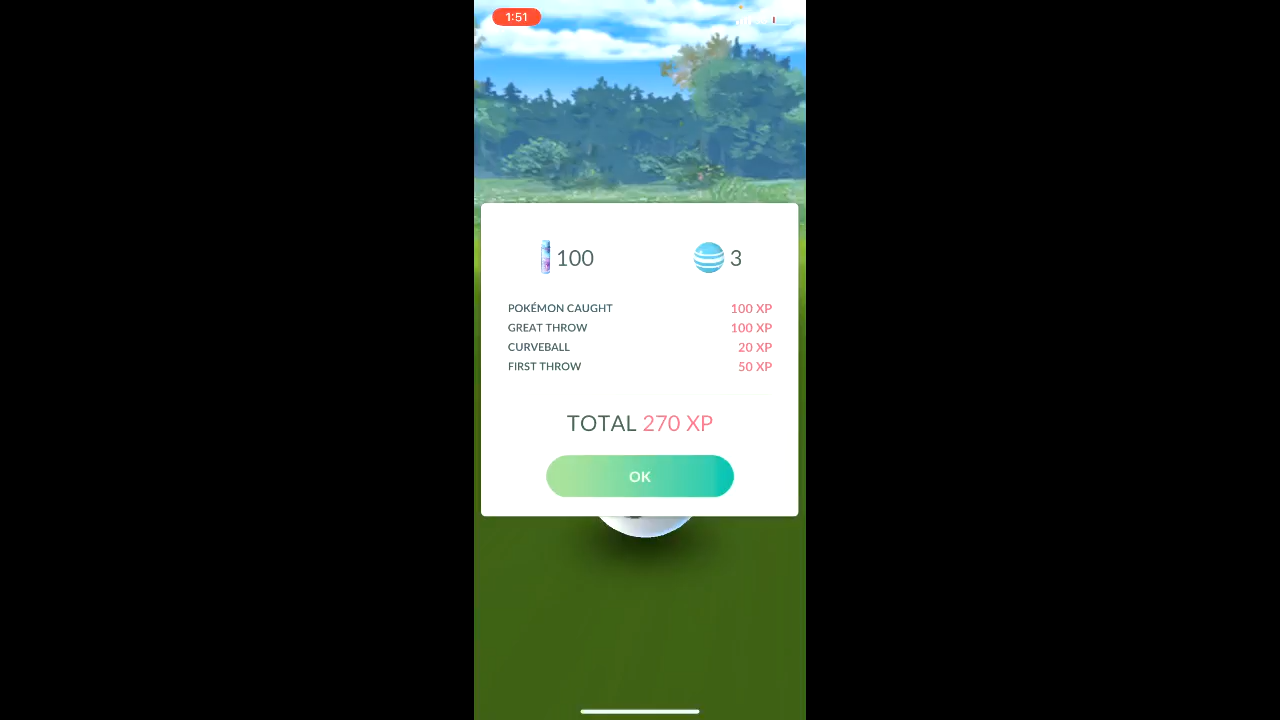 1:51
100 3
POKÉMON CAUGHT 100 XP
GREAT THROW 100 XP
CURVEBALL 20 XP
FIRST THROW 50 XP
TOTAL 270 XP
OK